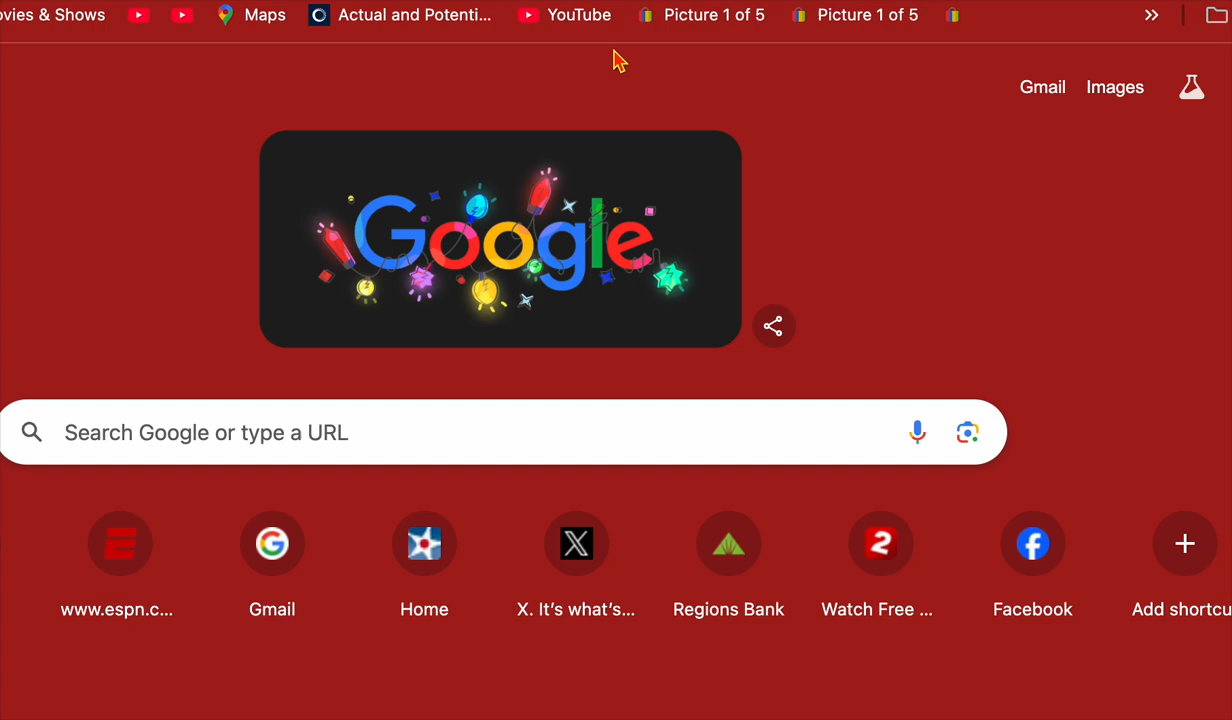 ovies & Shows Maps Actual and Potenti... YouTube Picture 1 of 5 Picture 1 of 5 »
Gmail Images
Google
Search Google or type a URL
www.espn.c... Gmail Home X. It's what's... Regions Bank Watch Free ... Facebook Add shortcu